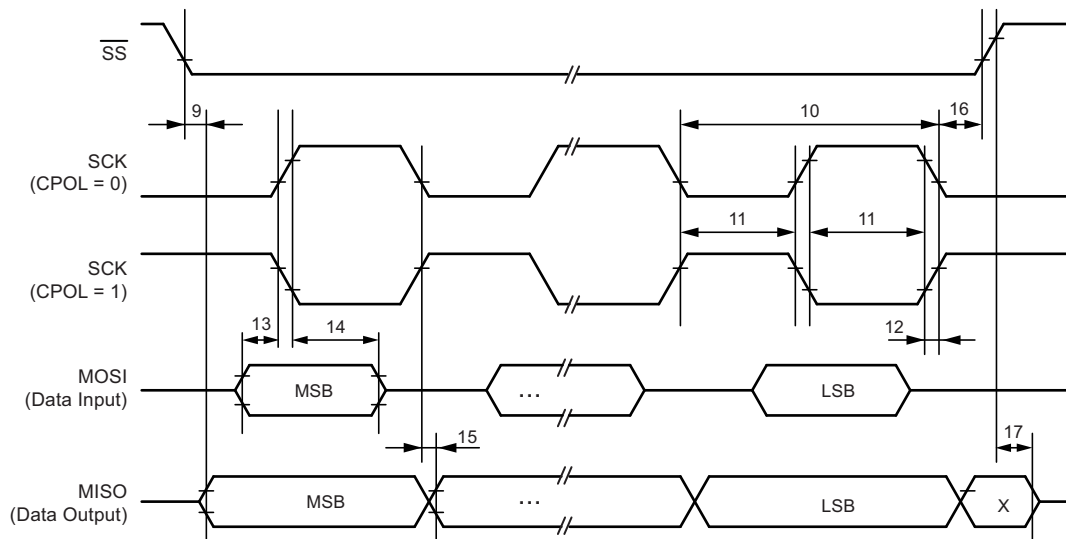 SS
9
10
16
SCK
(CPOL = 0)
11
11
SCK
(CPOL = 1)
13
14
12
MOSI
(Data Input)
MSB
...
LSB
15
17
MISO
(Data Output)
MSB
...
LSB
X